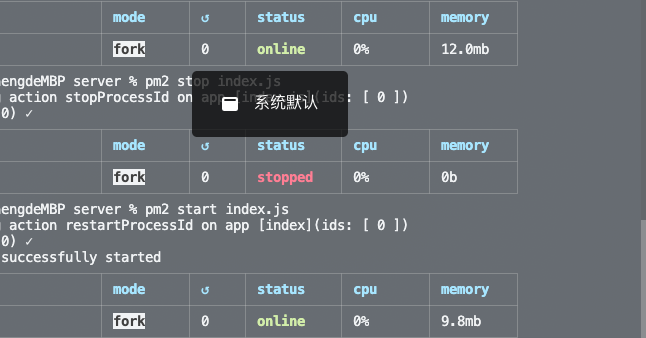 mode ↺ status cpu memory
fork 0 online 0% 12.0mb
engdeMBP server % pm2 stop index.js
action stopProcessId on app [index](ids: [ 0 ])
0) ✓
系统默认
mode ↺ status cpu memory
fork 0 stopped 0% 0b
engdeMBP server % pm2 start index.js
action restartProcessId on app [index](ids: [ 0 ])
0) ✓
successfully started
mode ↺ status cpu memory
fork 0 online 0% 9.8mb